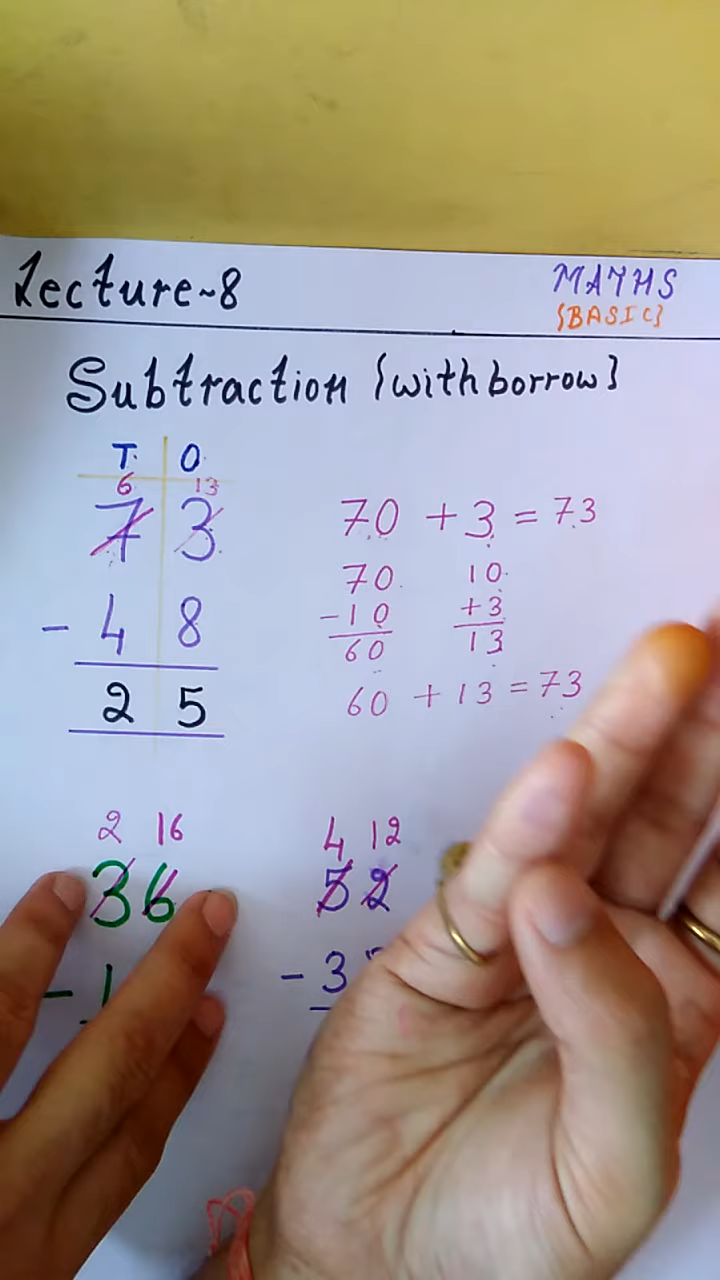 Lecture-8
MATHS
{BASIC}
Subtraction {with borrow}
T. O
6 13
7 3
- 4 8
2 5
70 + 3 = 73
70 10
-10 +3
60 13
60 + 13 = 73
2 16
36
- 1
4 12
52
- 3